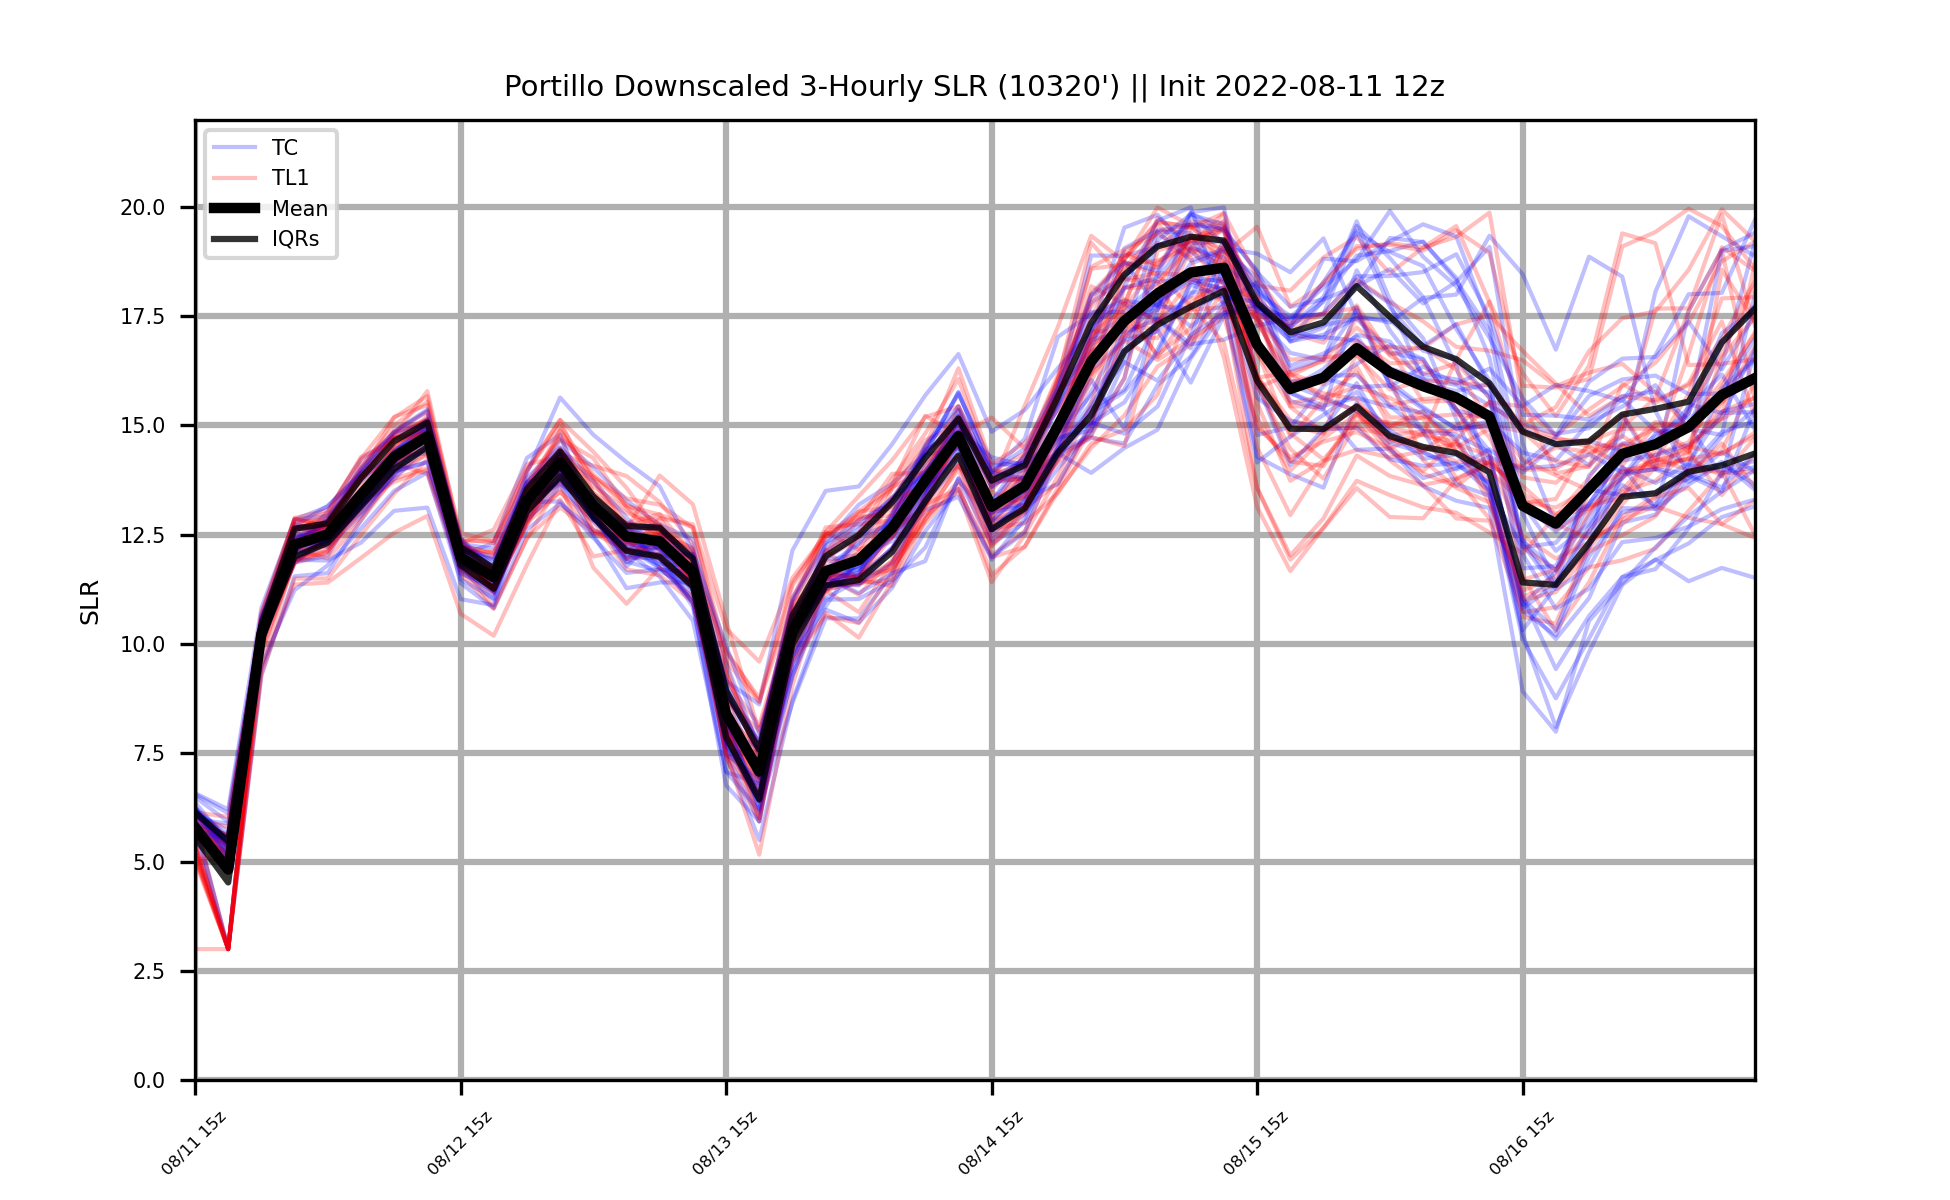 Portillo Downscaled 3-Hourly SLR (10320') || Init 2022-08-11 12z
TC
TL1
Mean
IQRs
SLR
20.0
17.5
15.0
12.5
10.0
7.5
5.0
2.5
0.0
08/11 15z
08/12 15z
08/13 15z
08/14 15z
08/15 15z
08/16 15z